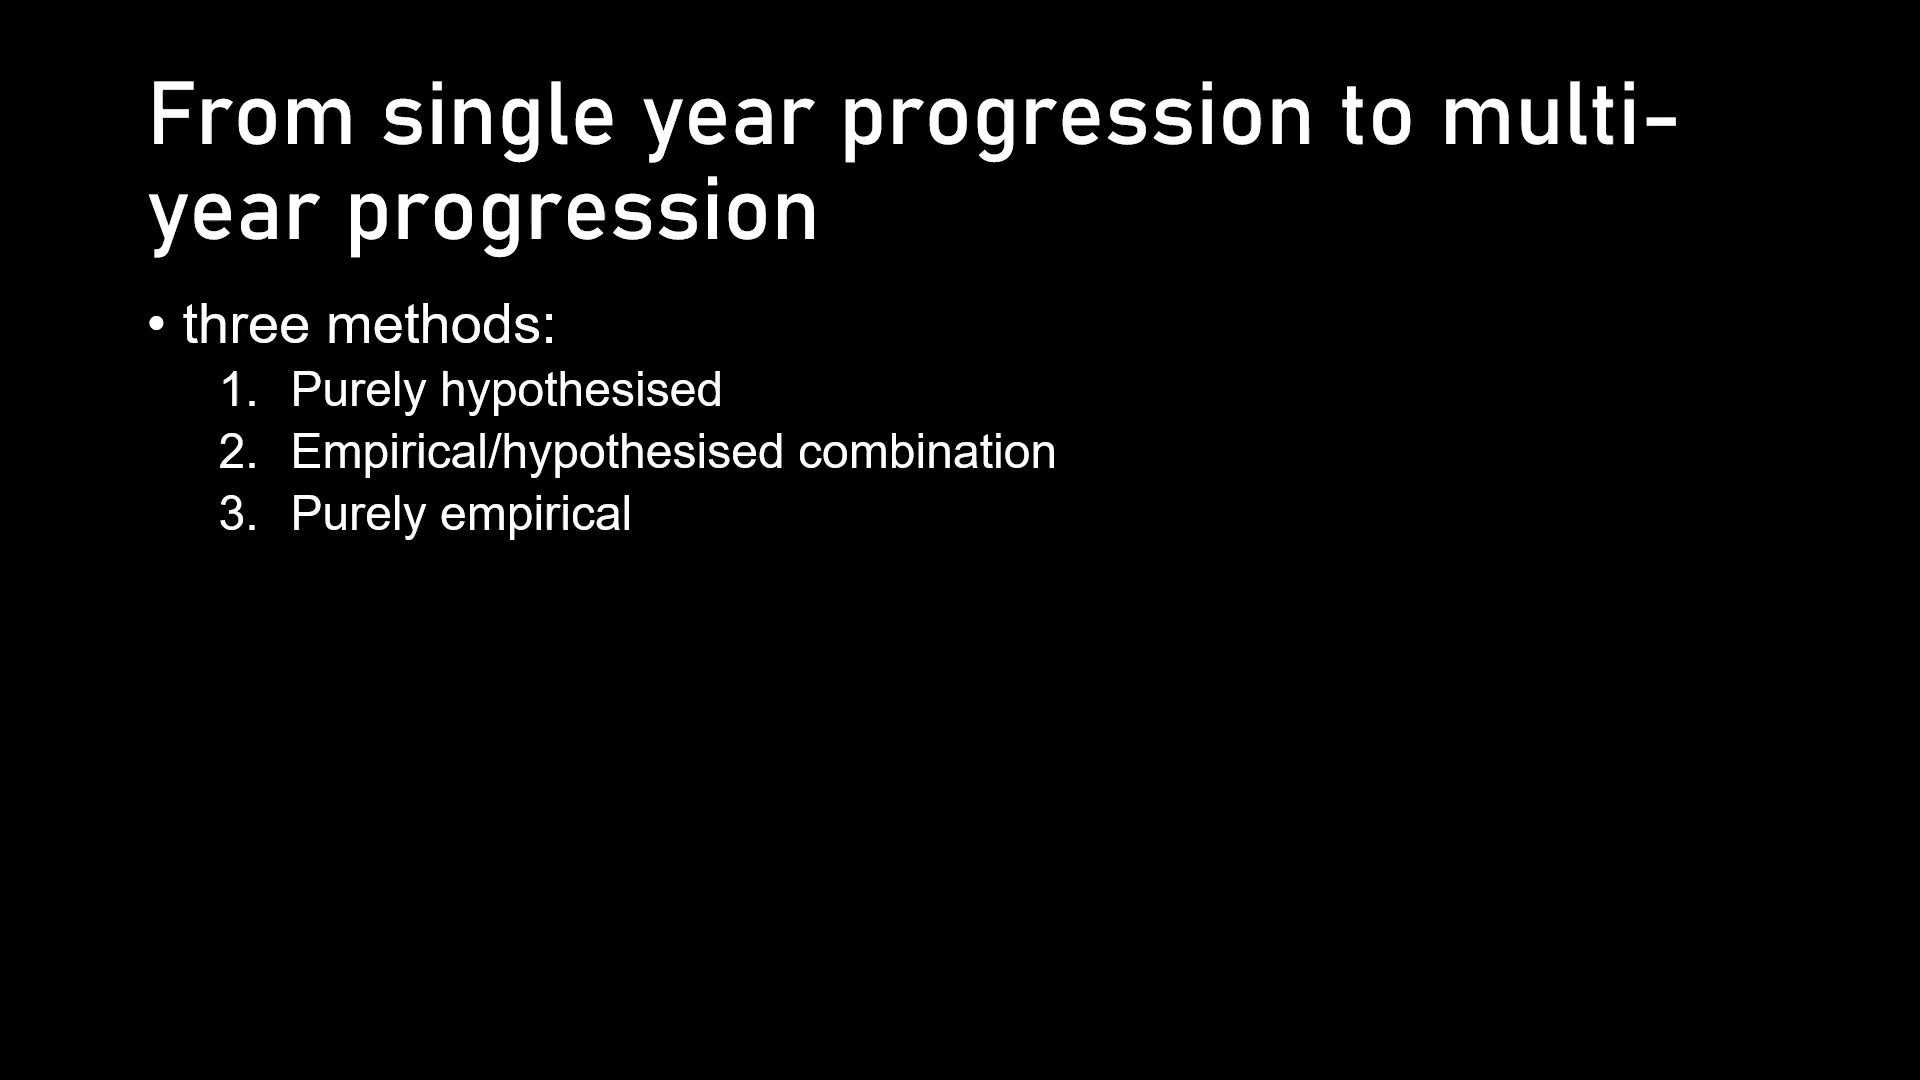 From single year progression to multi-
year progression
• three methods:
1. Purely hypothesised
2. Empirical/hypothesised combination
3. Purely empirical